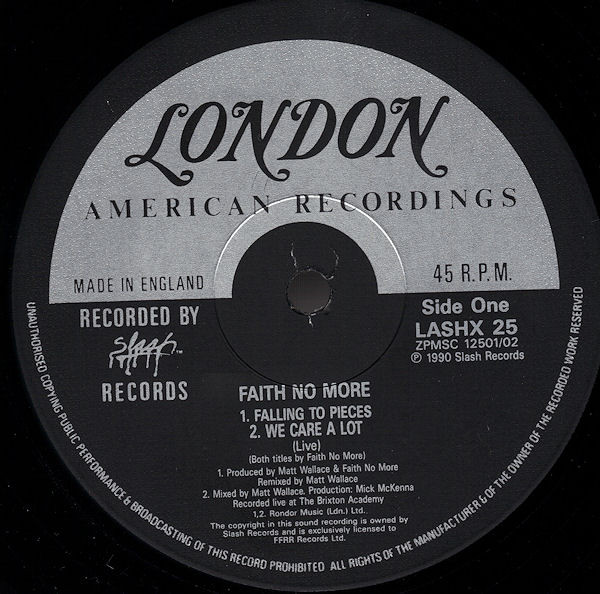 LONDON
AMERICAN RECORDINGS
MADE IN ENGLAND
45 R.P.M.
RECORDED BY
slash™
RECORDS
Side One
LASHX 25
ZPMSC 12501/02
℗ 1990 Slash Records
FAITH NO MORE
1. FALLING TO PIECES
2. WE CARE A LOT
(Live)
(Both titles by Faith No More)
1. Produced by Matt Wallace & Faith No More
Remixed by Matt Wallace
2. Mixed by Matt Wallace. Production: Mick McKenna
Recorded live at The Brixton Academy
1,2. Rondor Music (Ldn.) Ltd.
The copyright in this sound recording is owned by
Slash Records and is exclusively licensed to
FFRR Records Ltd.
UNAUTHORISED COPYING PUBLIC PERFORMANCE & BROADCASTING OF THIS RECORD PROHIBITED ALL RIGHTS OF THE MANUFACTURER & OF THE OWNER OF THE RECORDED WORK RESERVED